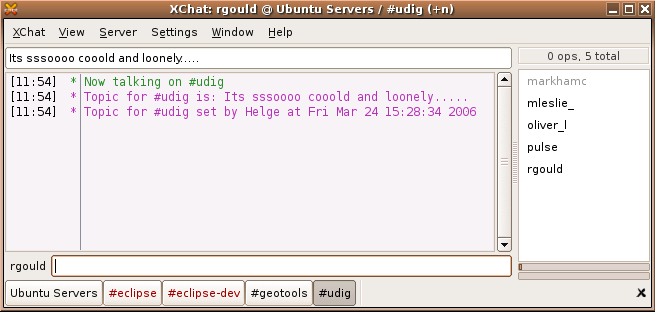 XChat: rgould @ Ubuntu Servers / #udig (+n)
XChat View Server Settings Window Help
Its sssoooo cooold and loonely.....
0 ops, 5 total
[11:54] * Now talking on #udig
[11:54] * Topic for #udig is: Its sssoooo cooold and loonely.....
[11:54] * Topic for #udig set by Helge at Fri Mar 24 15:28:34 2006
markhamc
mleslie_
oliver_l
pulse
rgould
rgould
Ubuntu Servers #eclipse #eclipse-dev #geotools #udig x